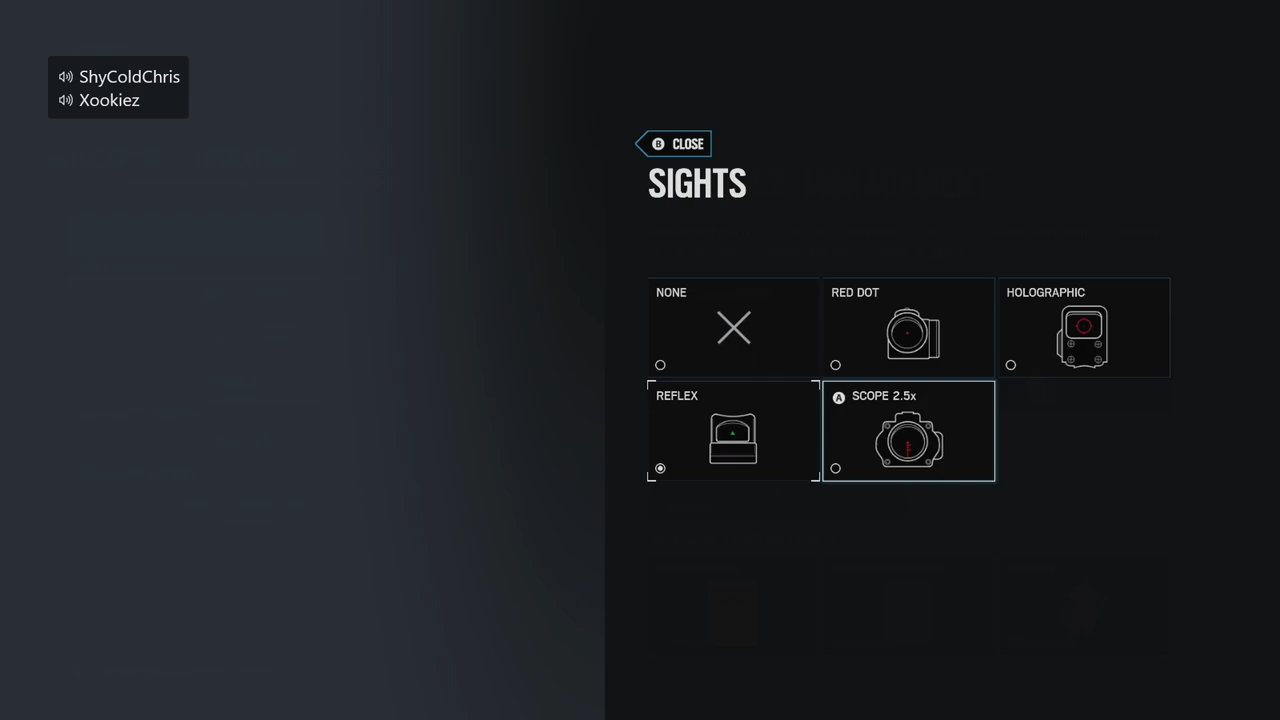 ShyColdChris
Xookiez
B CLOSE
SIGHTS
NONE
RED DOT
HOLOGRAPHIC
REFLEX
A SCOPE 2.5x